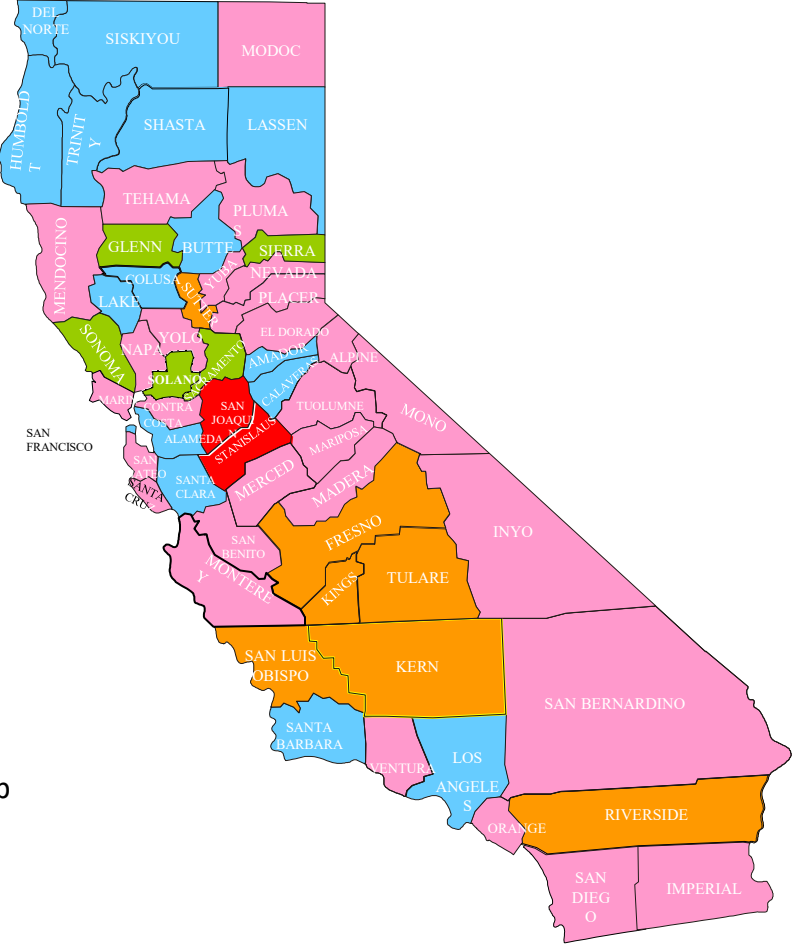 DEL
NORTE
SISKIYOU
MODOC
HUMBOLD
T
TRINIT
Y
SHASTA
LASSEN
TEHAMA
PLUMA
S
MENDOCINO
GLENN
BUTTE
SIERRA
COLUSA
YUBA
NEVADA
LAKE
SUTTER
PLACER
SONOMA
NAPA
YOLO
EL DORADO
SACRAMENTO
AMADOR
ALPINE
SOLANO
CALAVERAS
MARIN
CONTRA
COSTA
SAN
JOAQUI
N
TUOLUMNE
MONO
SAN
FRANCISCO
ALAMEDA
STANISLAUS
MARIPOSA
SAN
MATEO
SANTA
CLARA
MERCED
MADERA
SANTA
CRUZ
SAN
BENITO
FRESNO
INYO
MONTERE
Y
KINGS
TULARE
SAN LUIS
OBISPO
KERN
SAN BERNARDINO
SANTA
BARBARA
VENTURA
LOS
ANGELE
S
ORANGE
RIVERSIDE
SAN
DIEG
O
IMPERIAL